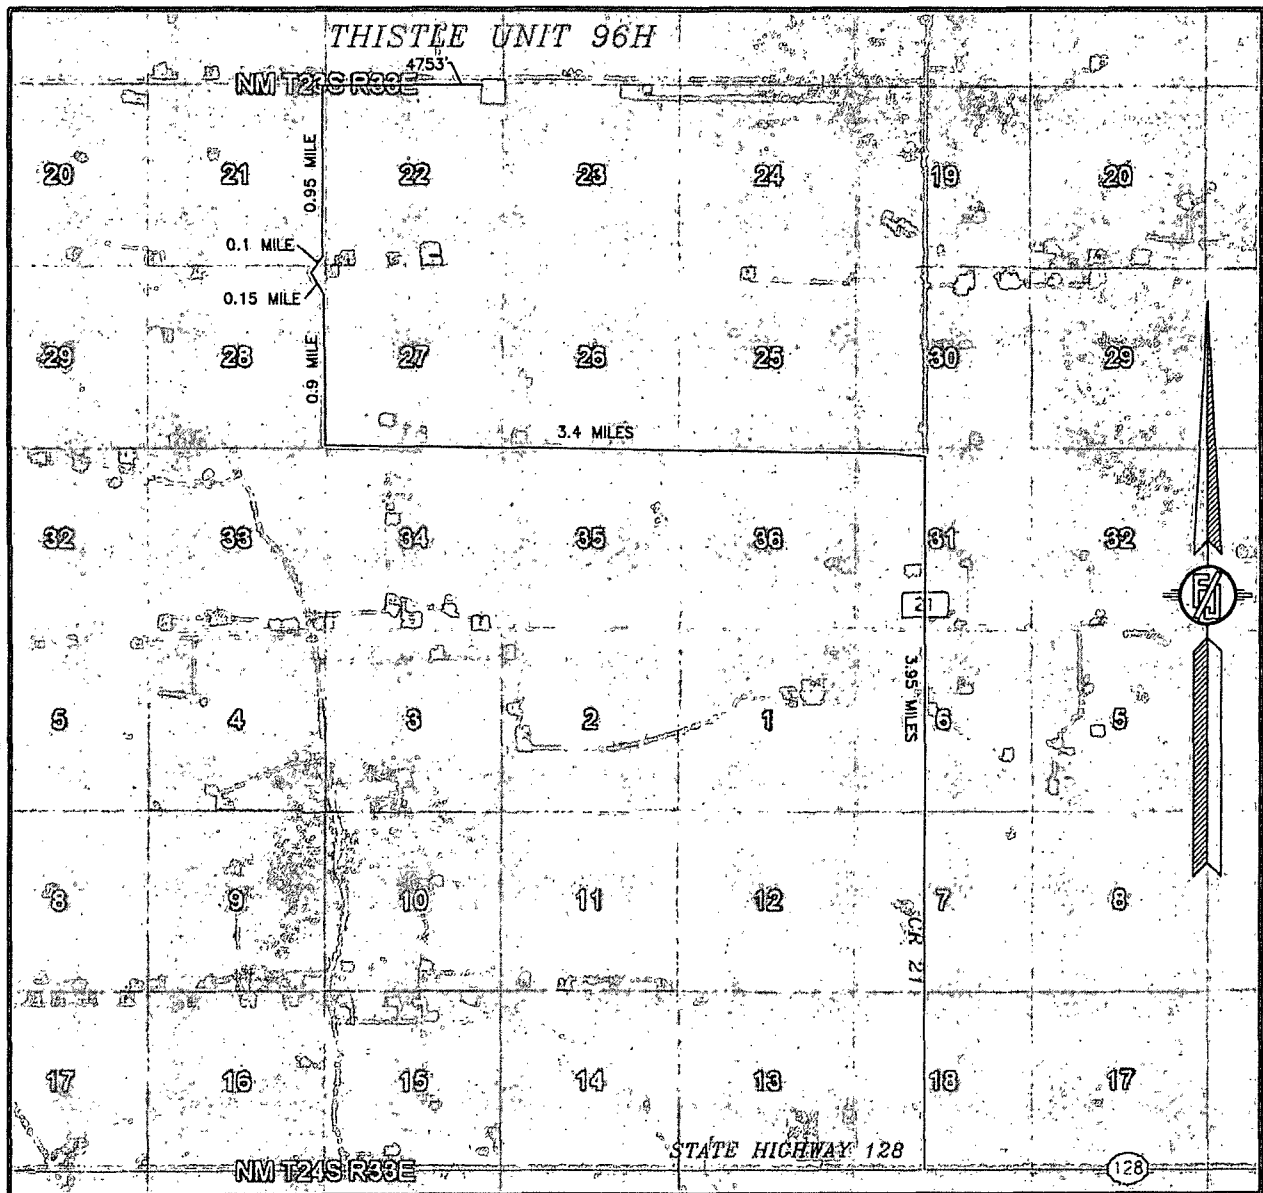 THISTLE UNIT 96H
4753'
NM T23S R33E
0.95 MILE
20 21 22 23 24 19 20
0.1 MILE
0.15 MILE
29 28 27 26 25 30 29
0.9 MILE
3.4 MILES
32 33 34 35 36 31 32
21
3.95 MILES
5 4 3 2 1 6 5
8 9 10 11 12 7 8
CR 21
17 16 15 14 13 18 17
STATE HIGHWAY 128
NM T24S R33E
128